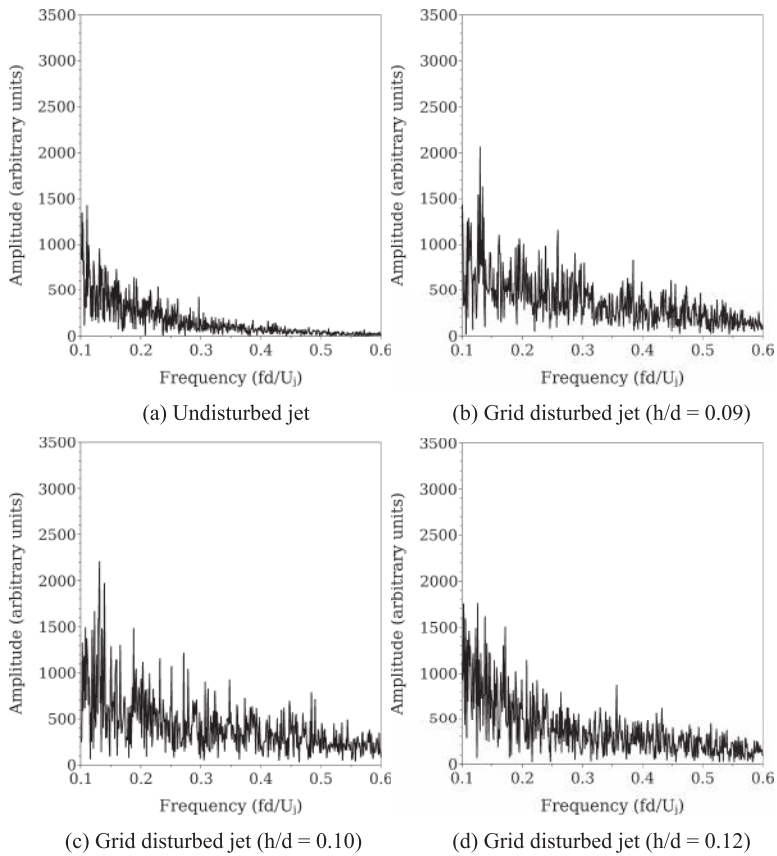 3500
3000
2500
2000
1500
1000
500
0
Amplitude (arbitrary units)
0.1 0.2 0.3 0.4 0.5 0.6
Frequency (fd/Uj)
(a) Undisturbed jet
3500
3000
2500
2000
1500
1000
500
0
Amplitude (arbitrary units)
0.1 0.2 0.3 0.4 0.5 0.6
Frequency (fd/Uj)
(b) Grid disturbed jet (h/d = 0.09)
3500
3000
2500
2000
1500
1000
500
0
Amplitude (arbitrary units)
0.1 0.2 0.3 0.4 0.5 0.6
Frequency (fd/Uj)
(c) Grid disturbed jet (h/d = 0.10)
3500
3000
2500
2000
1500
1000
500
0
Amplitude (arbitrary units)
0.1 0.2 0.3 0.4 0.5 0.6
Frequency (fd/Uj)
(d) Grid disturbed jet (h/d = 0.12)